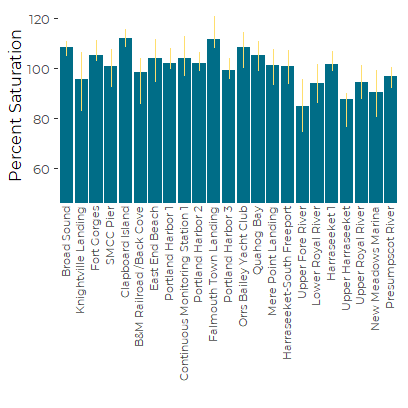 Percent Saturation
120
100
80
60
Broad Sound
Knightville Landing
Fort Gorges
SMCC Pier
Clapboard Island
B&M Railroad /Back Cove
East End Beach
Portland Harbor 1
Continuous Monitoring Station 1
Portland Harbor 2
Falmouth Town Landing
Portland Harbor 3
Orrs Bailey Yacht Club
Quahog Bay
Mere Point Landing
Harraseeket-South Freeport
Upper Fore River
Lower Royal River
Harraseeket 1
Upper Harraseeket
Upper Royal River
New Meadows Marina
Presumpscot River